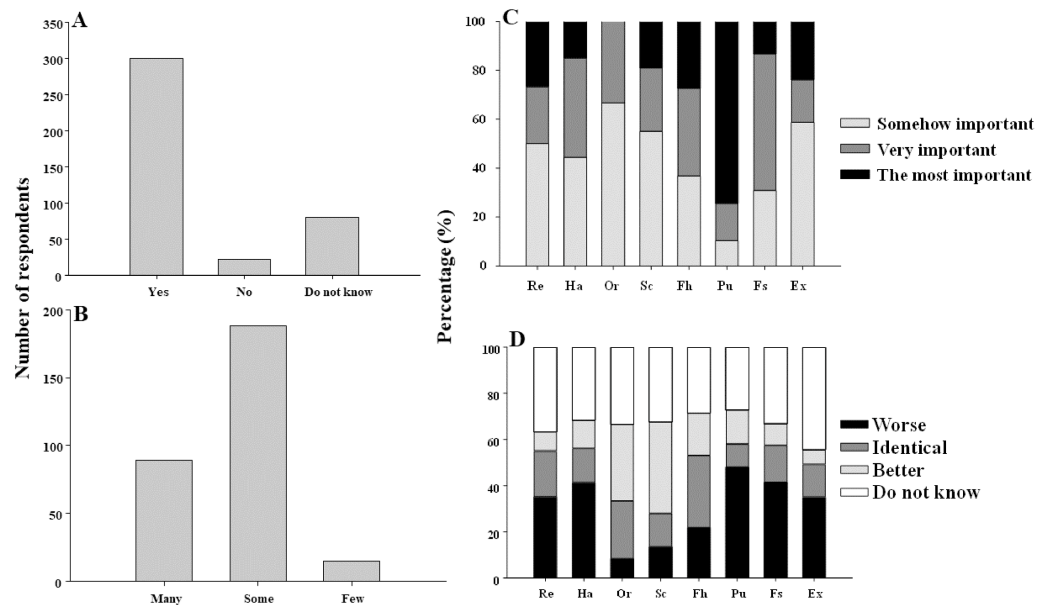 A
350
300
250
200
150
100
50
0
Yes No Do not know
B
200
150
100
50
0
Many Some Few
Number of respondents
C
100
80
60
40
20
0
Re Ha Or Sc Fh Pu Fs Ex
Somehow important
Very important
The most important
D
100
80
60
40
20
0
Re Ha Or Sc Fh Pu Fs Ex
Worse
Identical
Better
Do not know
Percentage (%)